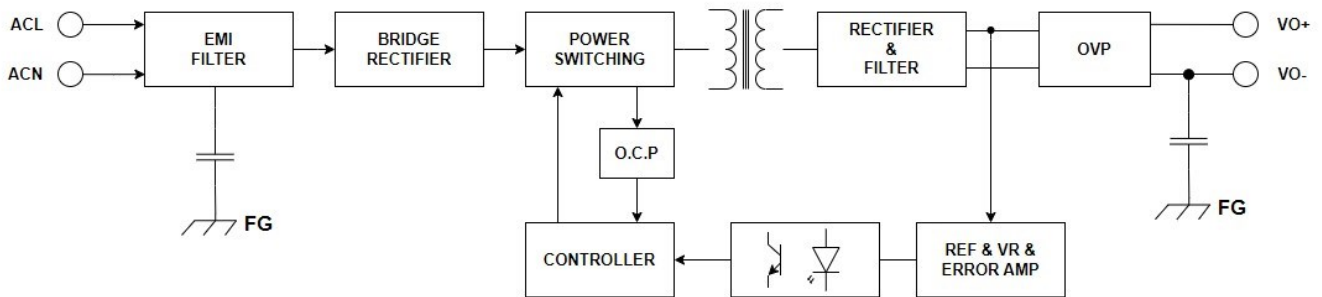 ACL
ACN
EMI
FILTER
BRIDGE
RECTIFIER
POWER
SWITCHING
RECTIFIER
&
FILTER
OVP
VO+
VO-
O.C.P
FG
FG
CONTROLLER
REF & VR &
ERROR AMP